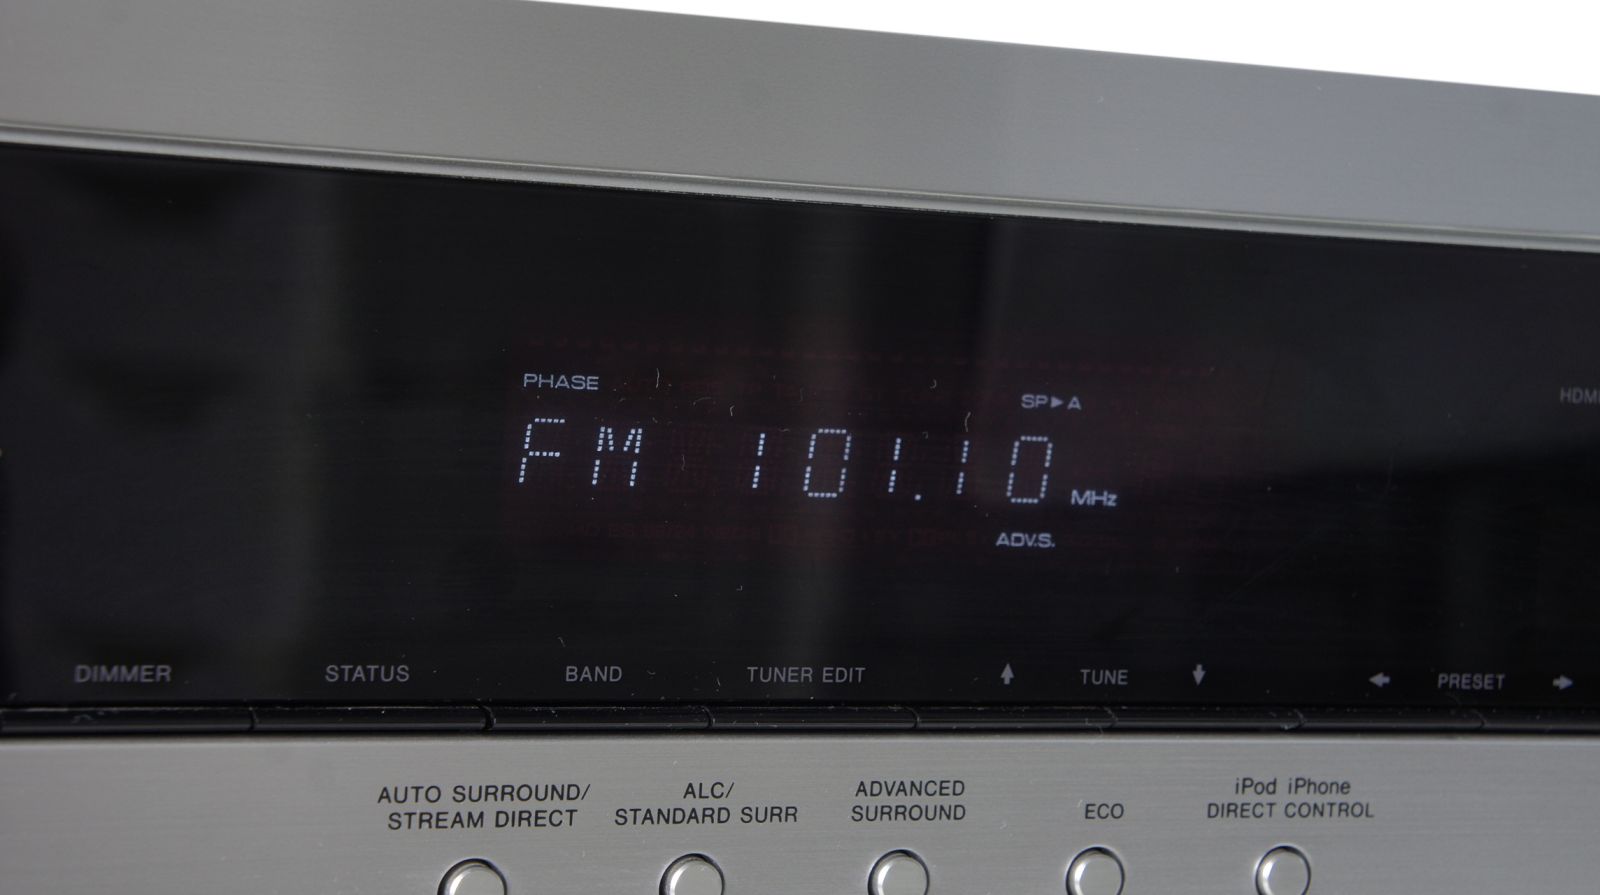 PHASE
SP►A
HDMI
FM 101.10 MHz
ADV.S.
DIMMER STATUS BAND TUNER EDIT ↑ TUNE ↓ ← PRESET →
AUTO SURROUND/
STREAM DIRECT
ALC/
STANDARD SURR
ADVANCED
SURROUND
ECO
iPod iPhone
DIRECT CONTROL